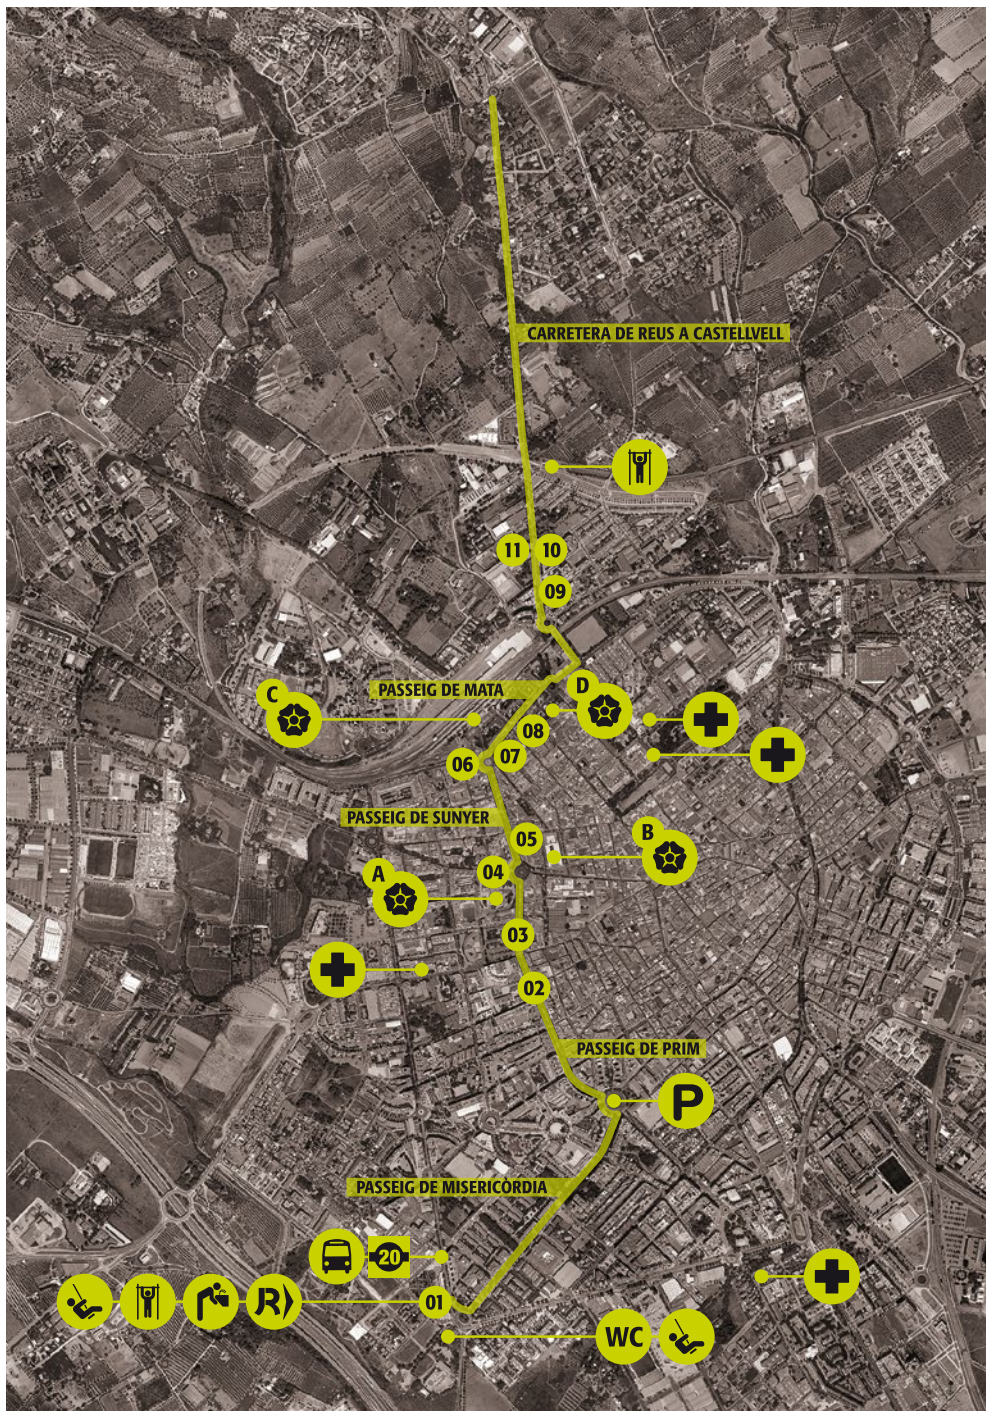 CARRETERA DE REUS A CASTELLVELL
11
10
09
PASSEIG DE MATA
D
C
08
07
06
PASSEIG DE SUNYER
05
B
04
A
03
02
PASSEIG DE PRIM
P
PASSEIG DE MISERICÒRDIA
20
R
01
WC